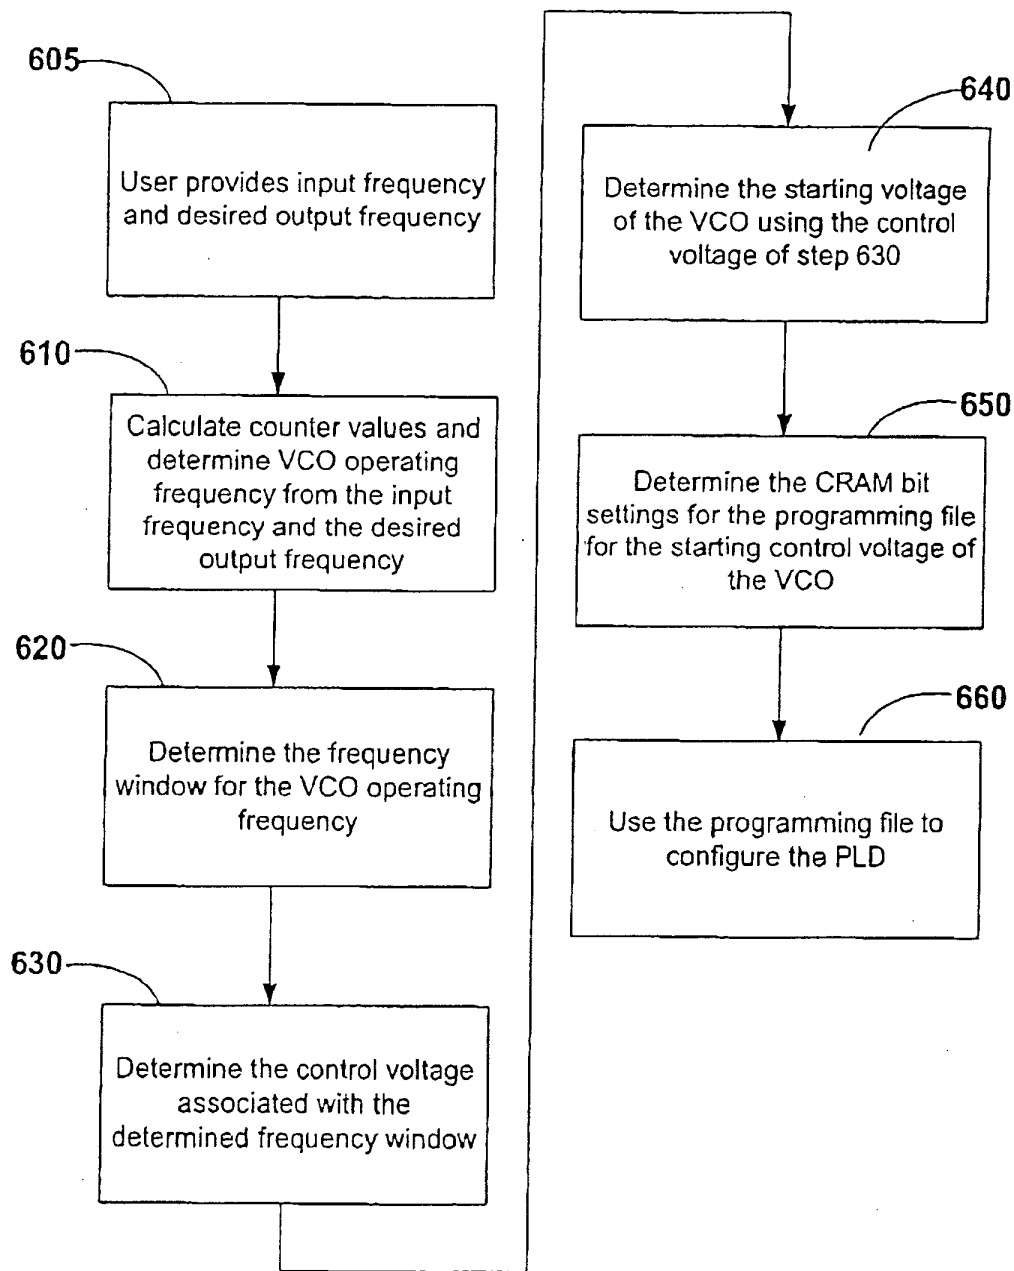 605
User provides input frequency
and desired output frequency
610
Calculate counter values and
determine VCO operating
frequency from the input
frequency and the desired
output frequency
620
Determine the frequency
window for the VCO operating
frequency
630
Determine the control voltage
associated with the
determined frequency window
640
Determine the starting voltage
of the VCO using the control
voltage of step 630
650
Determine the CRAM bit
settings for the programming file
for the starting control voltage of
the VCO
660
Use the programming file to
configure the PLD